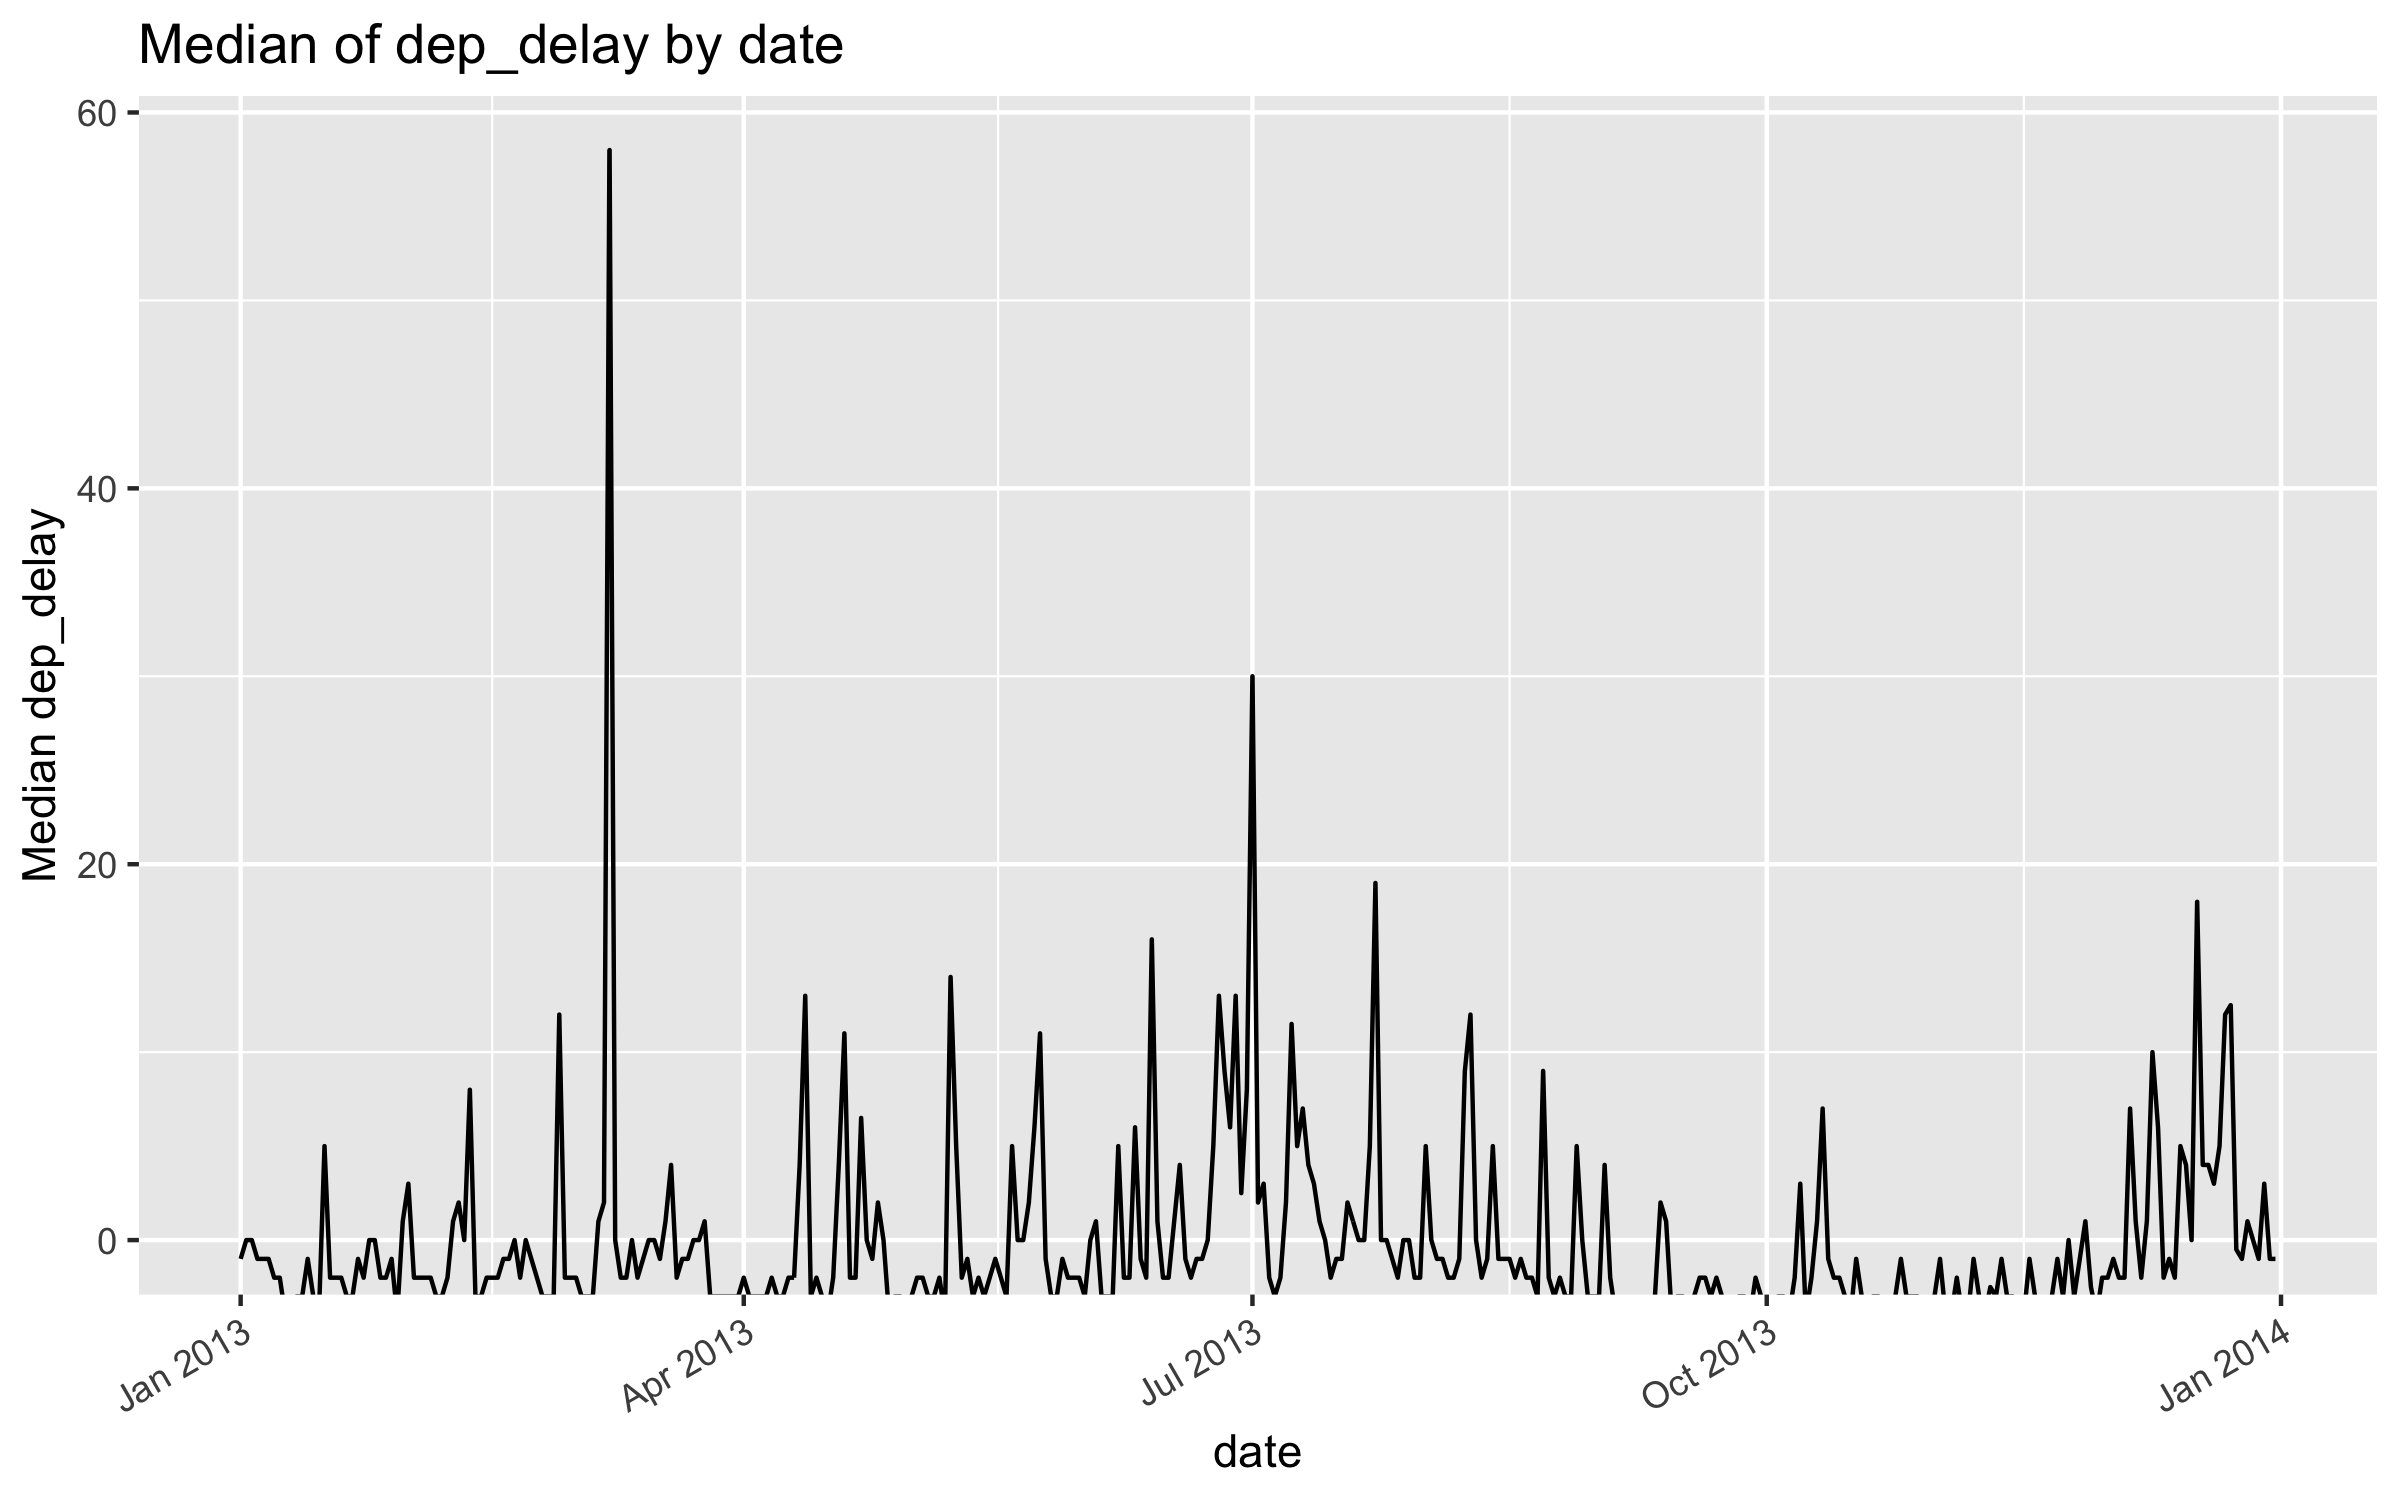 Median of dep_delay by date
Median dep_delay
60
40
20
0
Jan 2013
Apr 2013
Jul 2013
Oct 2013
Jan 2014
date